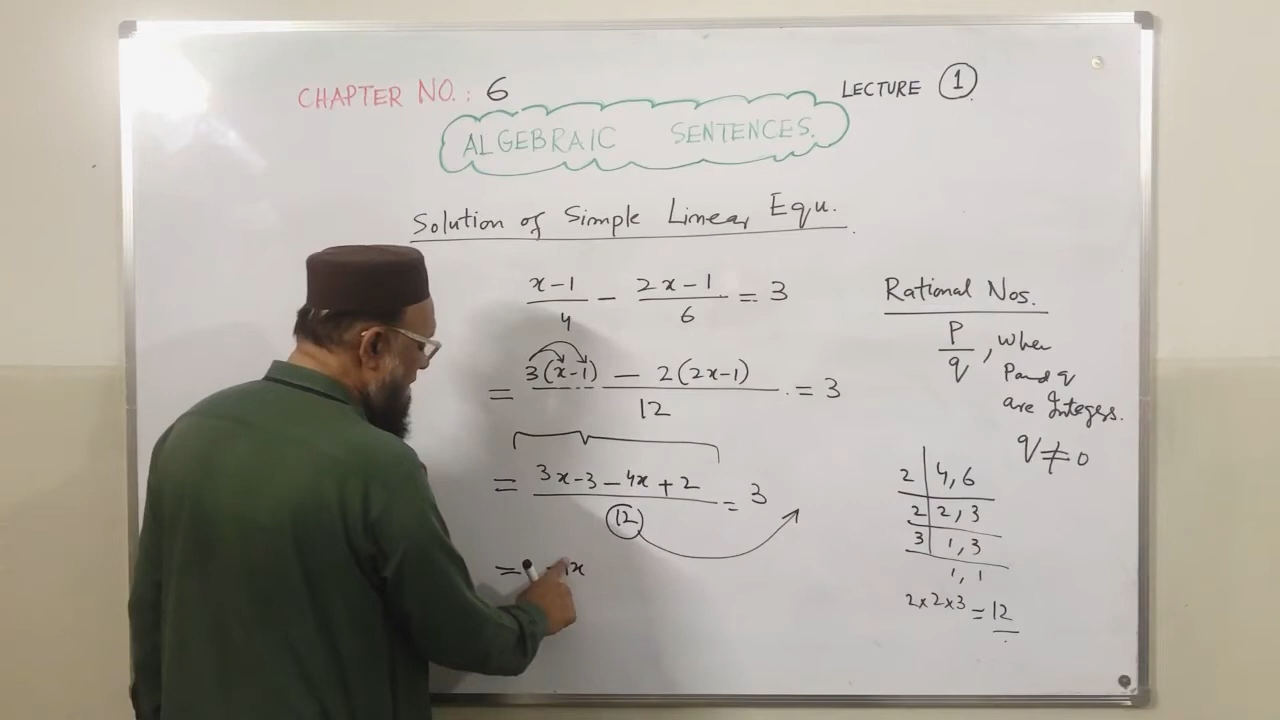 CHAPTER NO.: 6
LECTURE 1
ALGEBRAIC SENTENCES.
Solution of Simple Linear Equ.
x-1/4 - 2x-1/6 = 3
= 3(x-1) - 2(2x-1)/12 = 3
= 3x-3-4x+2/12 = 3
= -1x
Rational Nos.
P/q, when
P and q
are Integers.
q ≠ 0
2 | 4, 6
2 | 2, 3
3 | 1, 3
1, 1
2x2x3 = 12